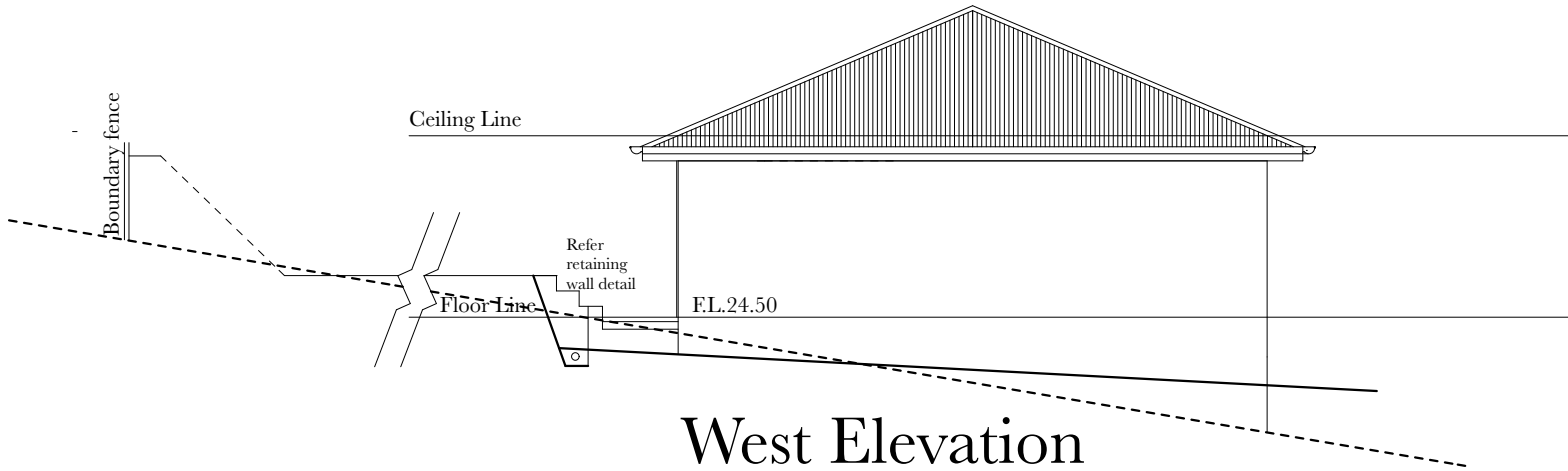 Boundary fence
Ceiling Line
Refer
retaining
wall detail
Floor Line
F.L.24.50
West Elevation